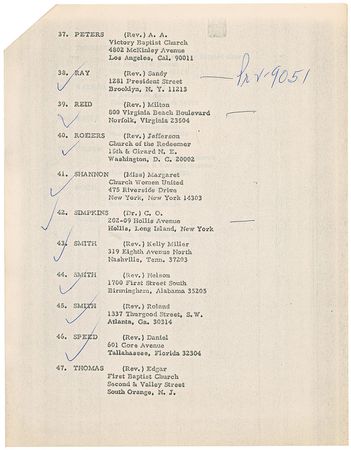 37. PETERS (Rev.) A. A.
Victory Baptist Church
4802 McKinley Avenue
Los Angeles, Cal. 90011
38. RAY (Rev.) Sandy
1281 President Street
Brooklyn, N. Y. 11213
39. REID (Rev.) Milton
800 Virginia Beach Boulevard
Norfolk, Virginia 23504
40. ROGERS (Rev.) Jefferson
Church of the Redeemer
15th & Girard N. E.
Washington, D. C. 20002
41. SHANNON (Miss) Margaret
Church Women United
475 Riverside Drive
New York, New York 14303
42. SIMPKINS (Dr.) C. O.
202-09 Hollis Avenue
Hollis, Long Island, New York
43. SMITH (Rev.) Kelly Miller
319 Eighth Avenue North
Nashville, Tenn. 37203
44. SMITH (Rev.) Nelson
1700 First Street South
Birmingham, Alabama 35205
45. SMITH (Rev.) Roland
1337 Thurgood Street, S. W.
Atlanta, Ga. 30314
46. SPEED (Rev.) Daniel
601 Gore Avenue
Tallahassee, Florida 32304
47. THOMAS (Rev.) Edgar
First Baptist Church
Second & Valley Street
South Orange, N. J.